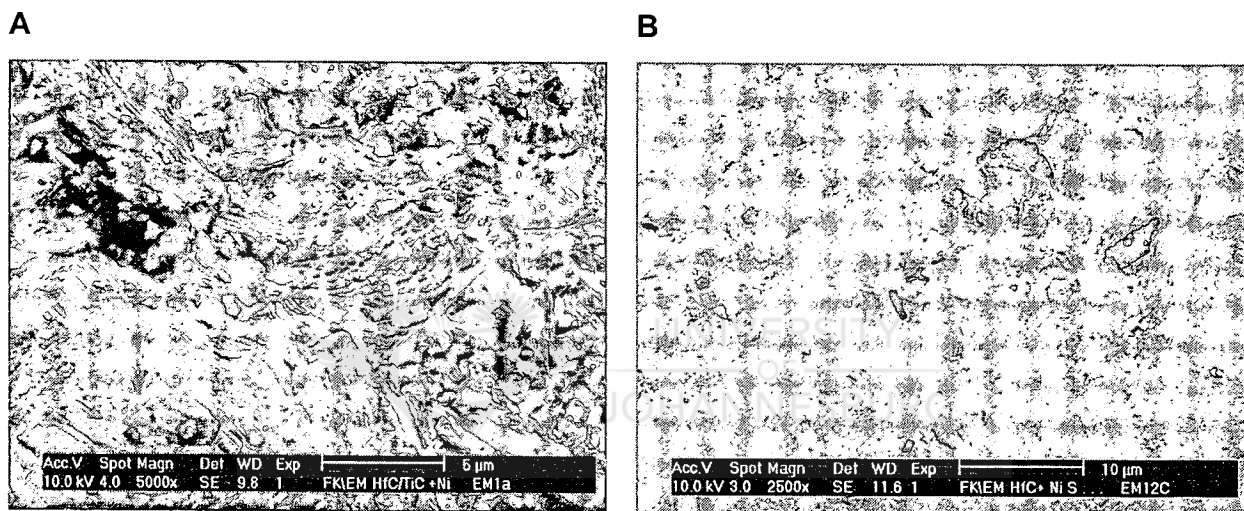 A
B
UNIVERSITY
OF
JOHANNESBURG
Acc.V Spot Magn Det WD Exp 5 µm
10.0 kV 4.0 5000x SE 9.8 1 FK\EM HfC/TiC +Ni EM1a
Acc.V Spot Magn Det WD Exp 10 µm
10.0 kV 3.0 2500x SE 11.6 1 FK\EM HfC+ Ni S EM12C